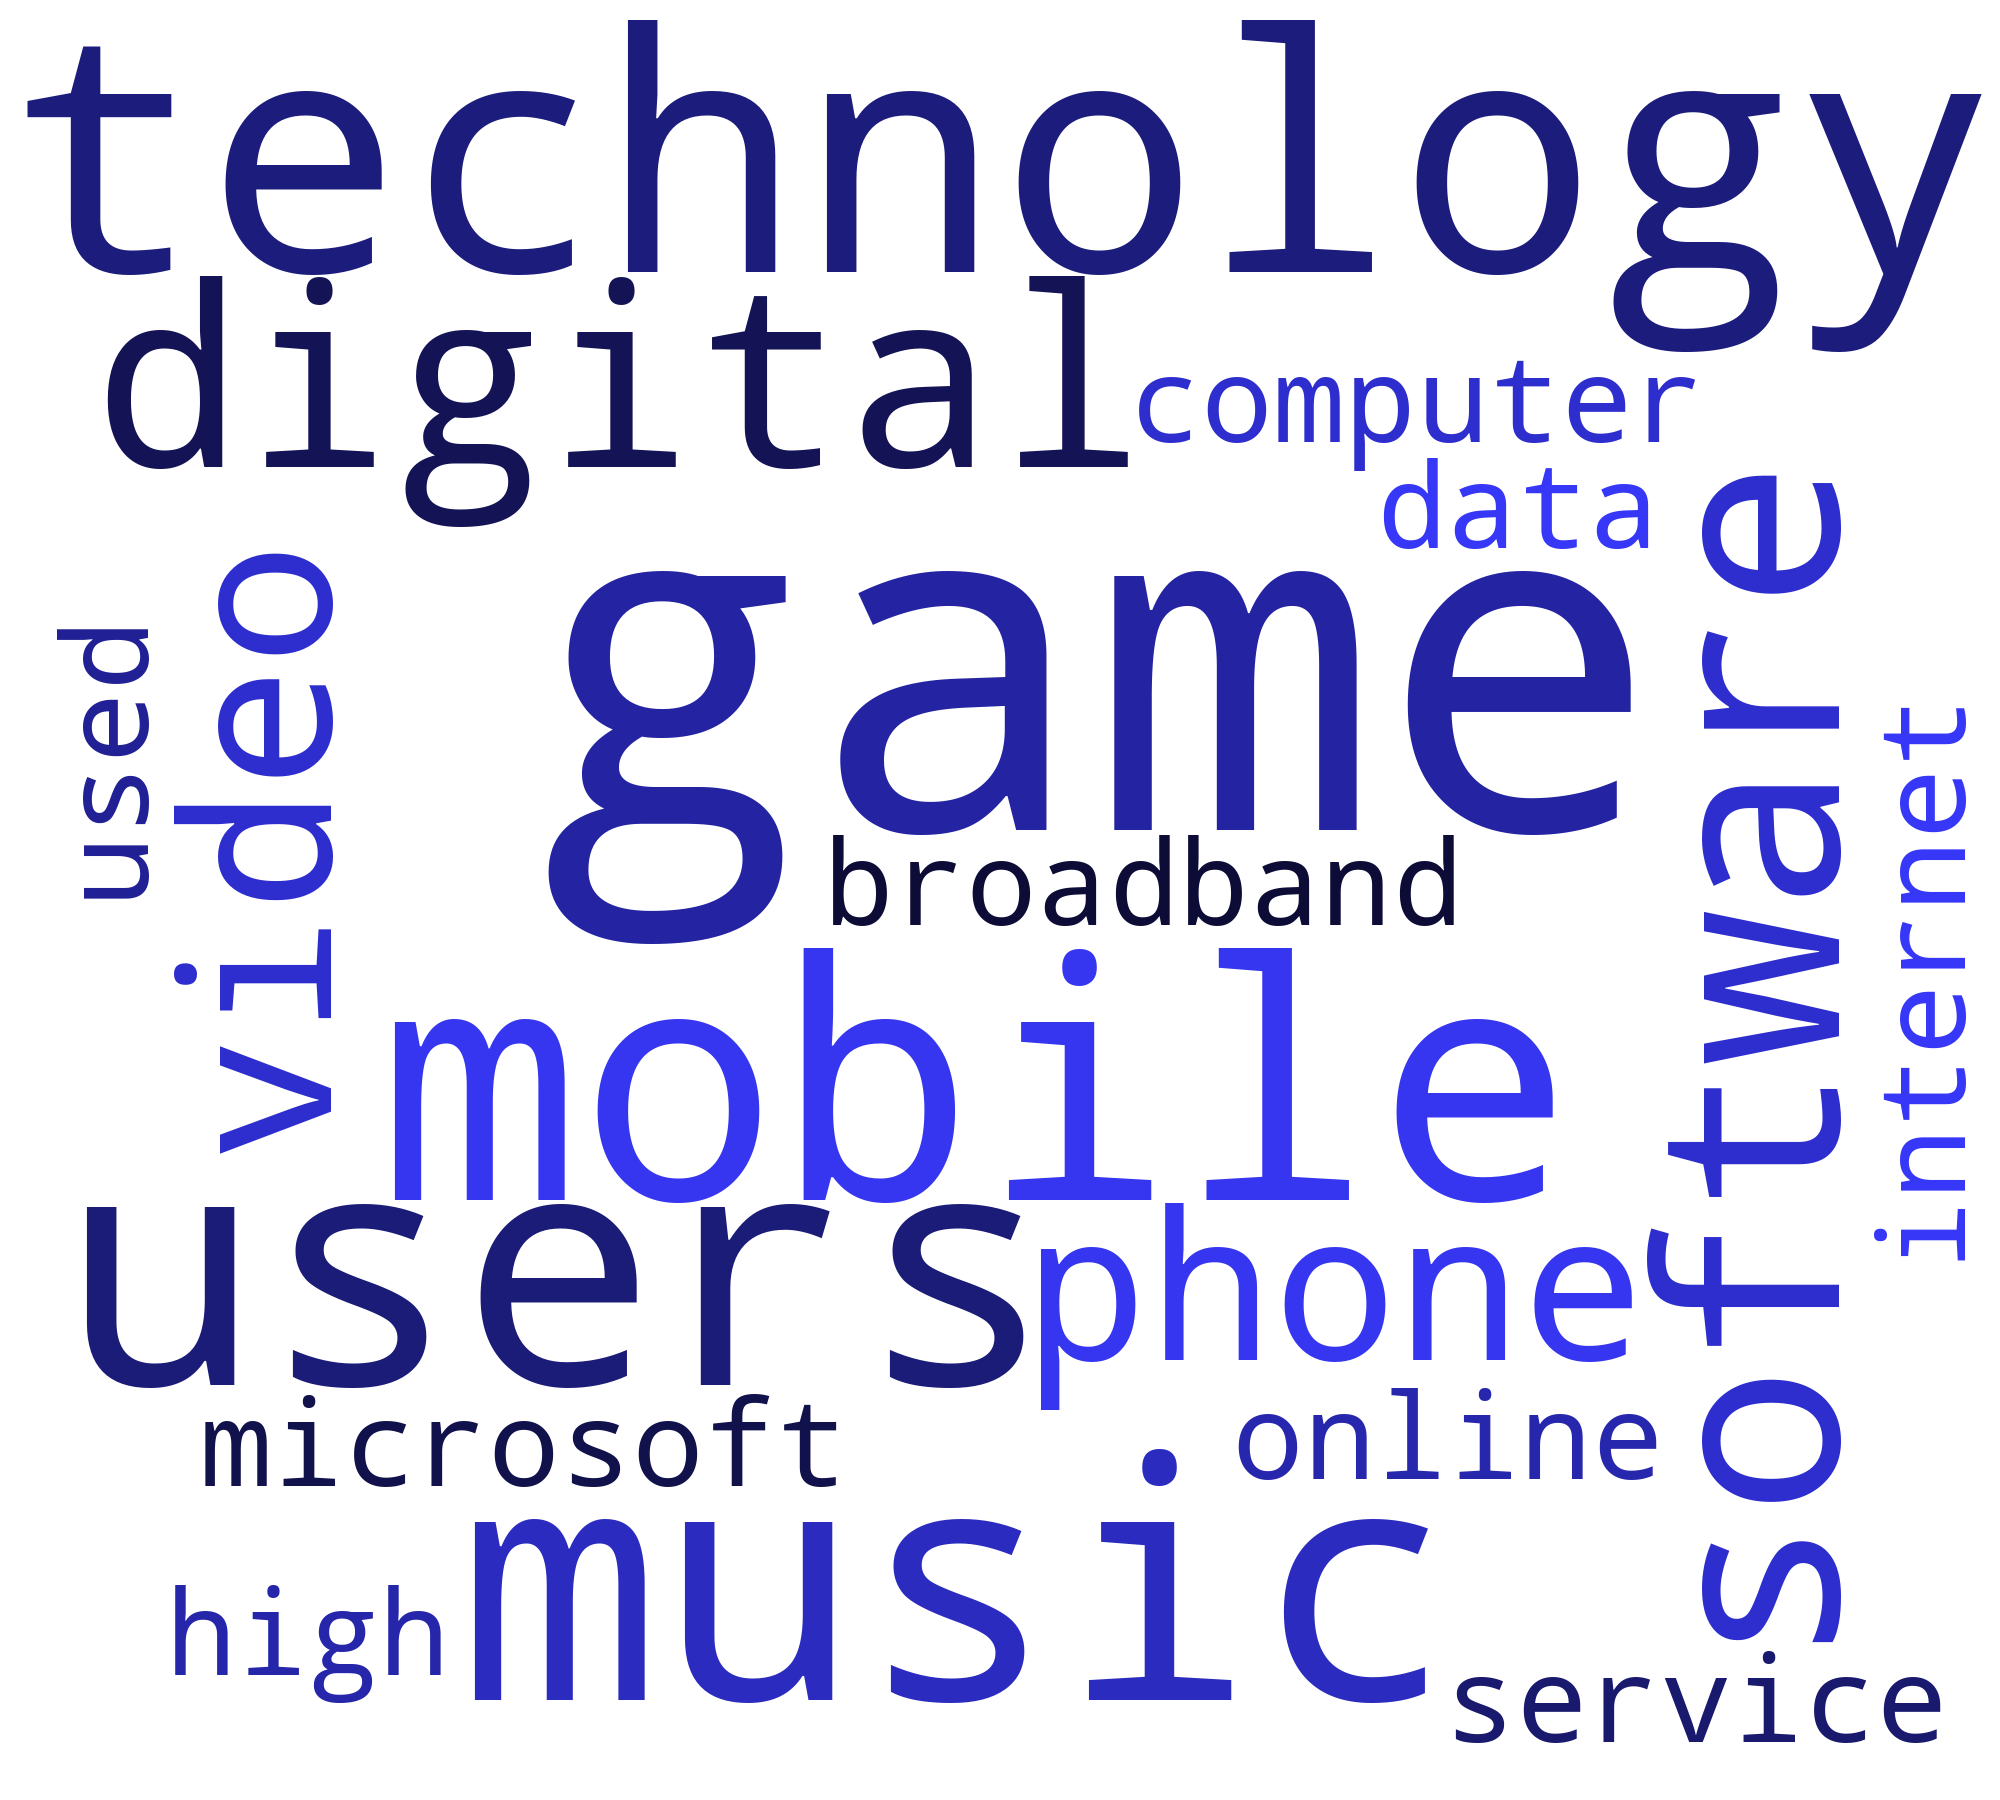 technology
digital
computer
data
game
used
video
software
internet
broadband
mobile
users
phone
microsoft
online
music
high
service